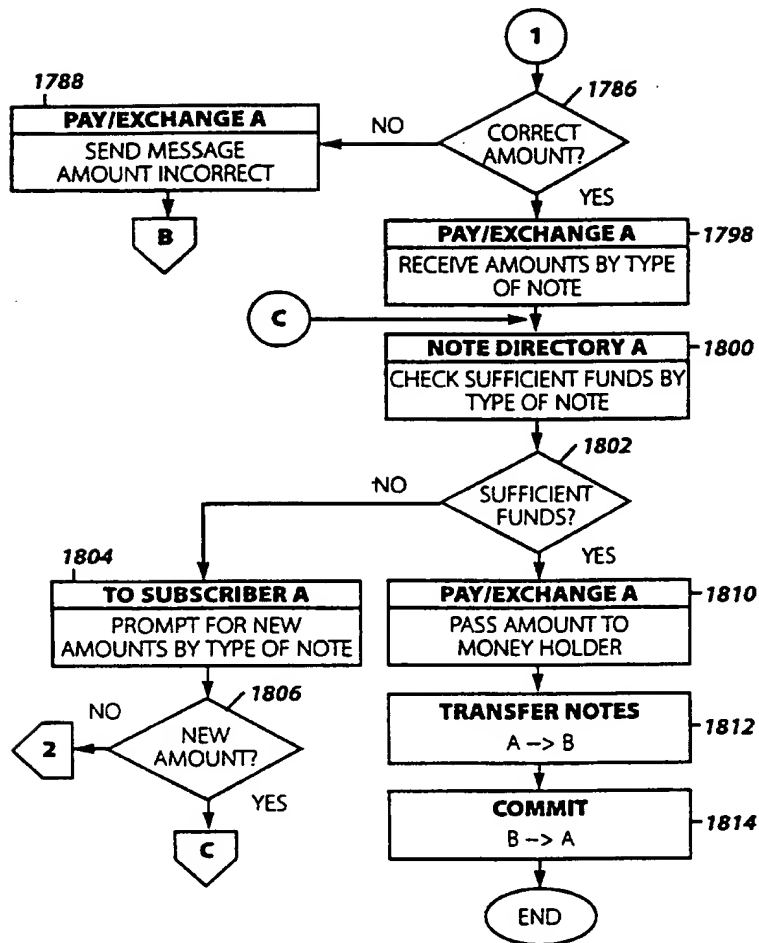 1
1788
1786
PAY/EXCHANGE A
SEND MESSAGE
AMOUNT INCORRECT
NO
CORRECT
AMOUNT?
YES
B
PAY/EXCHANGE A
1798
RECEIVE AMOUNTS BY TYPE
OF NOTE
C
NOTE DIRECTORY A
1800
CHECK SUFFICIENT FUNDS BY
TYPE OF NOTE
1802
NO
SUFFICIENT
FUNDS?
YES
1804
TO SUBSCRIBER A
PROMPT FOR NEW
AMOUNTS BY TYPE OF NOTE
PAY/EXCHANGE A
1810
PASS AMOUNT TO
MONEY HOLDER
1806
NO
2
NEW
AMOUNT?
YES
TRANSFER NOTES
1812
A --> B
C
COMMIT
1814
B --> A
END